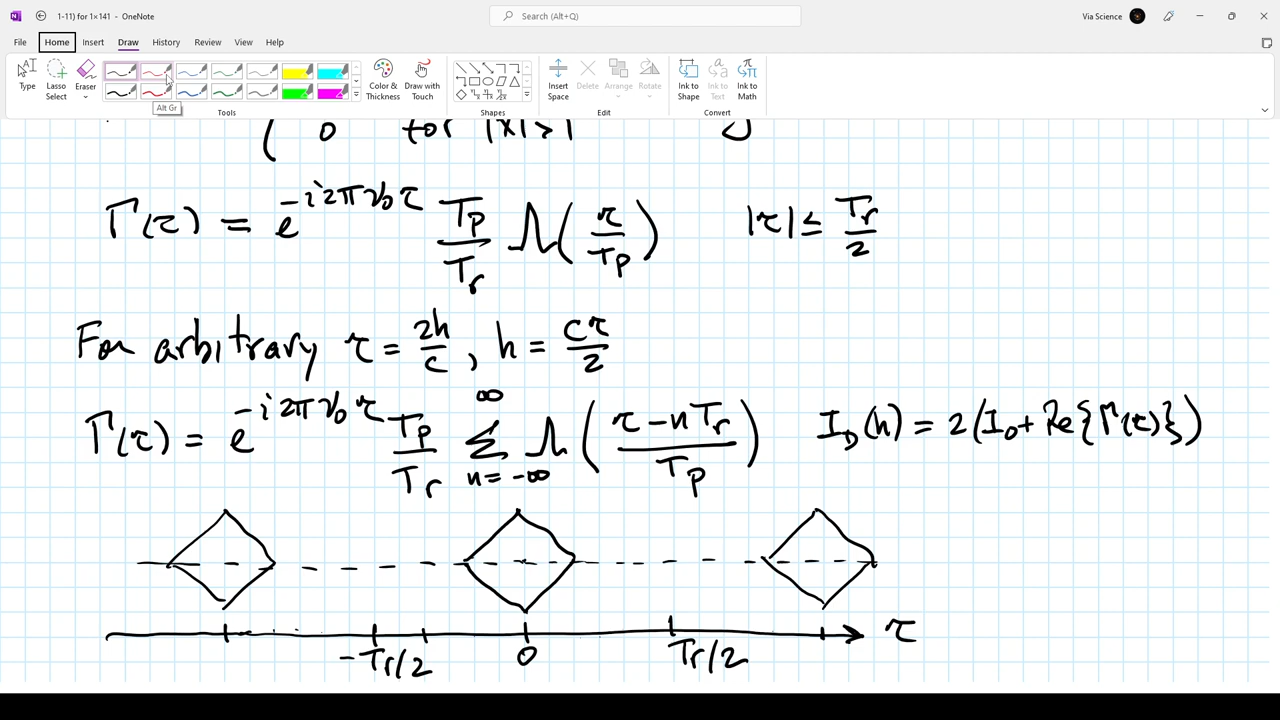 1-11) for 1×141 - OneNote
Search (Alt+Q)
Via Science
File Home Insert Draw History Review View Help
Type
Lasso Select
Eraser
Color & Thickness
Draw with Touch
Insert Space
Delete
Arrange
Rotate
Ink to Shape
Ink to Text
Ink to Math
Alt Gr
Tools Shapes Edit Convert
0 for |x|>1
Γ(τ) = e^{-i2πν₀τ} Tp/Tr Λ(τ/Tp) |τ| ≤ Tr/2
For arbitrary τ = 2h/c, h = cτ/2
Γ(τ) = e^{-i2πν₀τ} Tp/Tr ∑_{n=-∞}^{∞} Λ((τ-nTr)/Tp) I_D(h) = 2(I₀+Re{Γ(τ)})
-Tr/2 0 Tr/2 τ